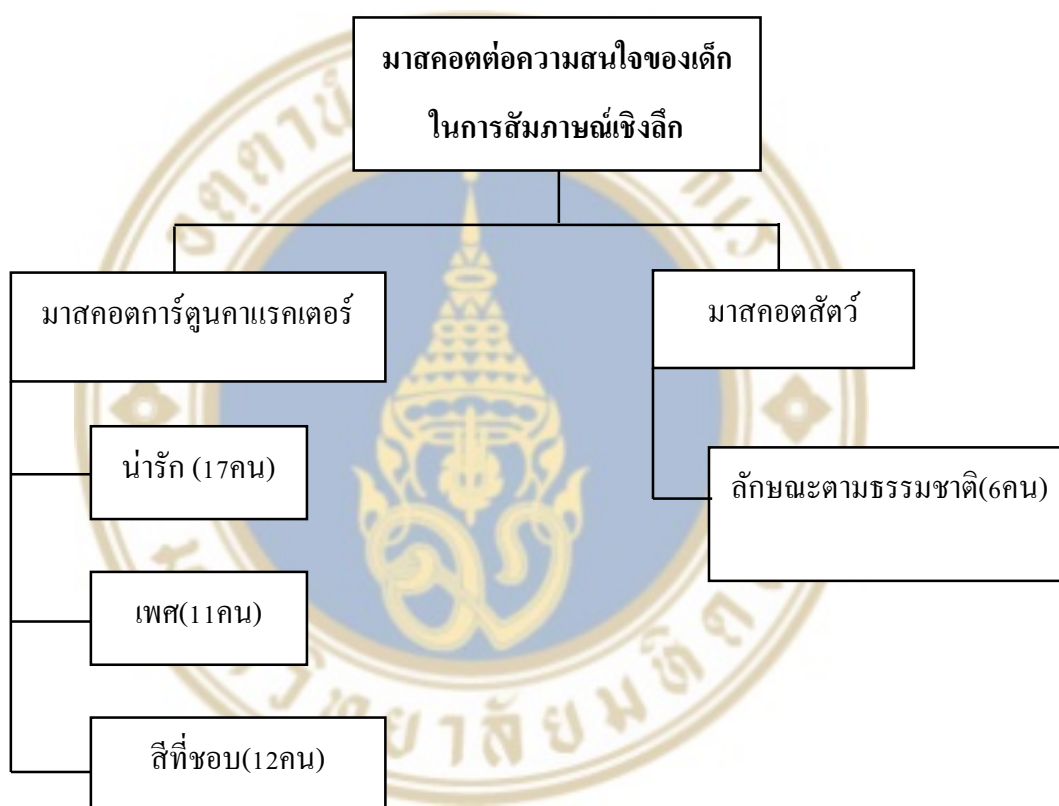 มาสคอตต่อความสนใจของเด็ก
ในการสัมภาษณ์เชิงลึก
มาสคอตการ์ตูนคาแรคเตอร์
มาสคอตสัตว์
น่ารัก (17คน)
ลักษณะตามธรรมชาติ(6คน)
เพศ(11คน)
สีที่ชอบ(12คน)